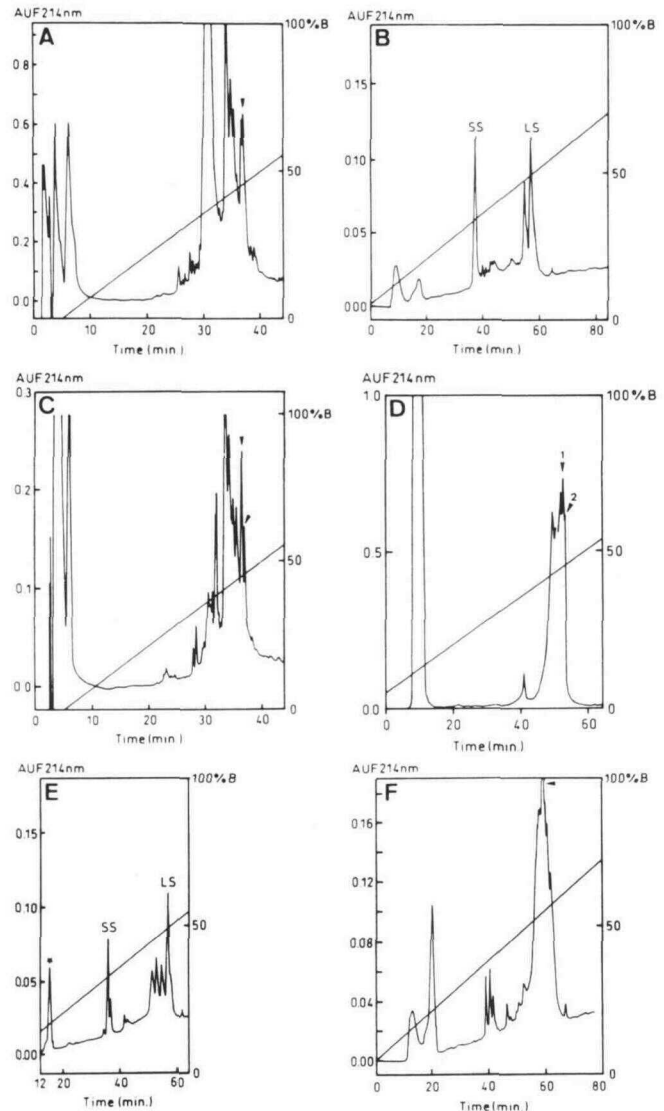 AUF214nm
A
100%B
0.8
0.6
0.4
0.2
0.0
50
0
0 10 20 30 40
Time (min.)
AUF214nm
B
100%B
SS
LS
0.15
0.10
0.05
0.00
50
0
0 20 40 60 80
Time (min.)
AUF214nm
C
100%B
0.3
0.2
0.1
0.0
50
0
0 10 20 30 40
Time (min.)
AUF214nm
D
100%B
1
2
1.0
0.5
0.0
50
0
0 20 40 60
Time (min.)
AUF214nm
E
100%B
*
SS
LS
0.15
0.10
0.05
0.00
50
0
12 20 40 60
Time (min.)
AUF214nm
F
100%B
0.16
0.12
0.08
0.04
0.00
50
0
0 20 40 60 80
Time (min.)